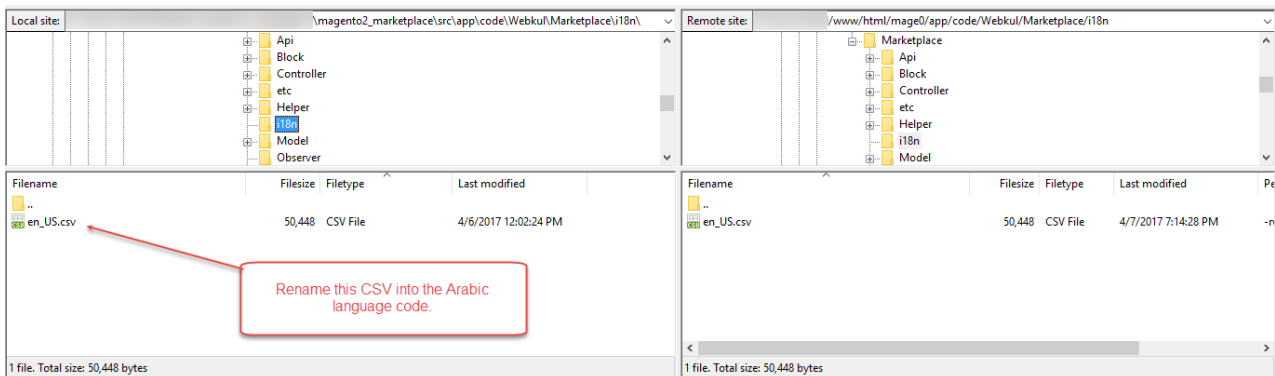 Local site: \magento2_marketplace\src\app\code\Webkul\Marketplace\i18n\
Api
Block
Controller
etc
Helper
i18n
Model
Observer
Filename Filesize Filetype Last modified
..
en_US.csv 50,448 CSV File 4/6/2017 12:02:24 PM
Rename this CSV into the Arabic
language code.
1 file. Total size: 50,448 bytes
Remote site: /www/html/mage0/app/code/Webkul/Marketplace/i18n
Marketplace
Api
Block
Controller
etc
Helper
i18n
Model
Filename Filesize Filetype Last modified Pe
..
en_US.csv 50,448 CSV File 4/7/2017 7:14:28 PM
1 file. Total size: 50,448 bytes